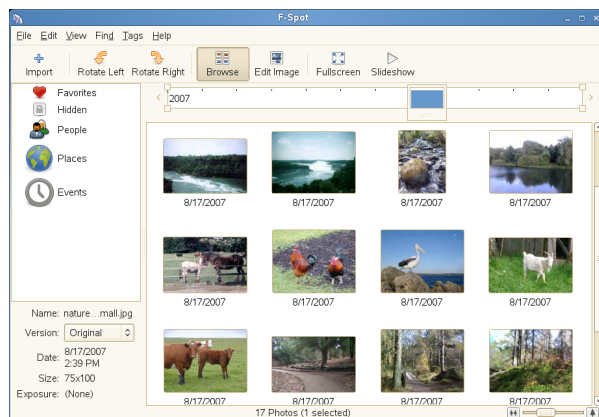 F-Spot
File Edit View Find Tags Help
Import Rotate Left Rotate Right Browse Edit Image Fullscreen Slideshow
Favorites
Hidden
People
Places
Events
2007
8/17/2007 8/17/2007 8/17/2007 8/17/2007
8/17/2007 8/17/2007 8/17/2007 8/17/2007
8/17/2007 8/17/2007 8/17/2007 8/17/2007
Name: nature...mall.jpg
Version: Original
Date: 8/17/2007
2:39 PM
Size: 75x100
Exposure: (None)
17 Photos (1 selected)